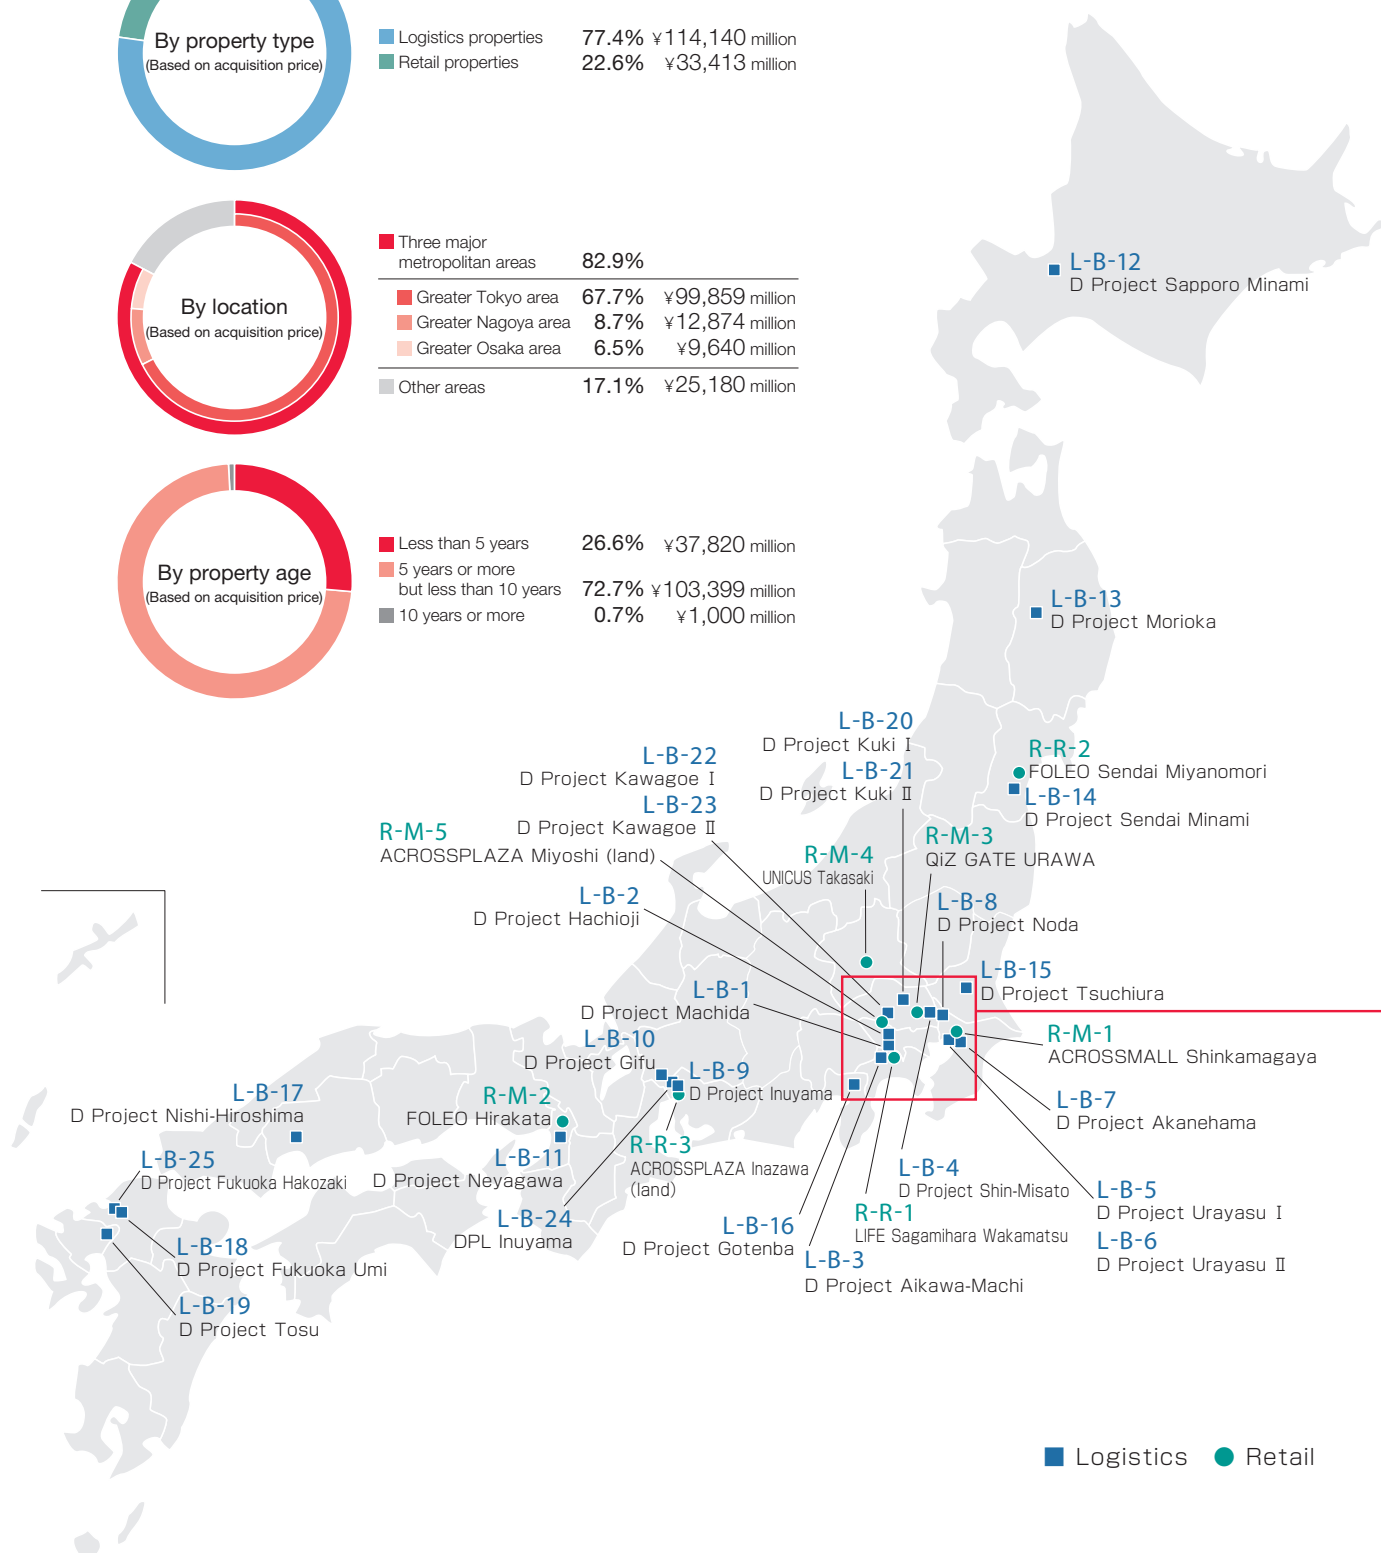 By property type
(Based on acquisition price)
Logistics properties 77.4% ¥114,140 million
Retail properties 22.6% ¥33,413 million
By location
(Based on acquisition price)
Three major
metropolitan areas 82.9%
Greater Tokyo area 67.7% ¥99,859 million
Greater Nagoya area 8.7% ¥12,874 million
Greater Osaka area 6.5% ¥9,640 million
Other areas 17.1% ¥25,180 million
By property age
(Based on acquisition price)
Less than 5 years 26.6% ¥37,820 million
5 years or more
but less than 10 years 72.7% ¥103,399 million
10 years or more 0.7% ¥1,000 million
L-B-12
D Project Sapporo Minami
L-B-13
D Project Morioka
L-B-20
D Project Kuki Ⅰ
L-B-21
D Project Kuki Ⅱ
L-B-22
D Project Kawagoe Ⅰ
L-B-23
D Project Kawagoe Ⅱ
R-R-2
FOLEO Sendai Miyanomori
L-B-14
D Project Sendai Minami
R-M-5
ACROSSPLAZA Miyoshi (land)
R-M-4
UNICUS Takasaki
R-M-3
QiZ GATE URAWA
L-B-2
D Project Hachioji
L-B-8
D Project Noda
L-B-15
D Project Tsuchiura
L-B-1
D Project Machida
L-B-10
D Project Gifu
R-M-1
ACROSSMALL Shinkamagaya
L-B-9
D Project Inuyama
L-B-17
D Project Nishi-Hiroshima
R-M-2
FOLEO Hirakata
L-B-7
D Project Akanehama
R-R-3
ACROSSPLAZA Inazawa
(land)
L-B-25
D Project Fukuoka Hakozaki
L-B-11
D Project Neyagawa
L-B-4
D Project Shin-Misato
L-B-5
D Project Urayasu Ⅰ
R-R-1
LIFE Sagamihara Wakamatsu
L-B-24
DPL Inuyama
L-B-16
D Project Gotenba
L-B-6
D Project Urayasu Ⅱ
L-B-18
D Project Fukuoka Umi
L-B-3
D Project Aikawa-Machi
L-B-19
D Project Tosu
Logistics Retail